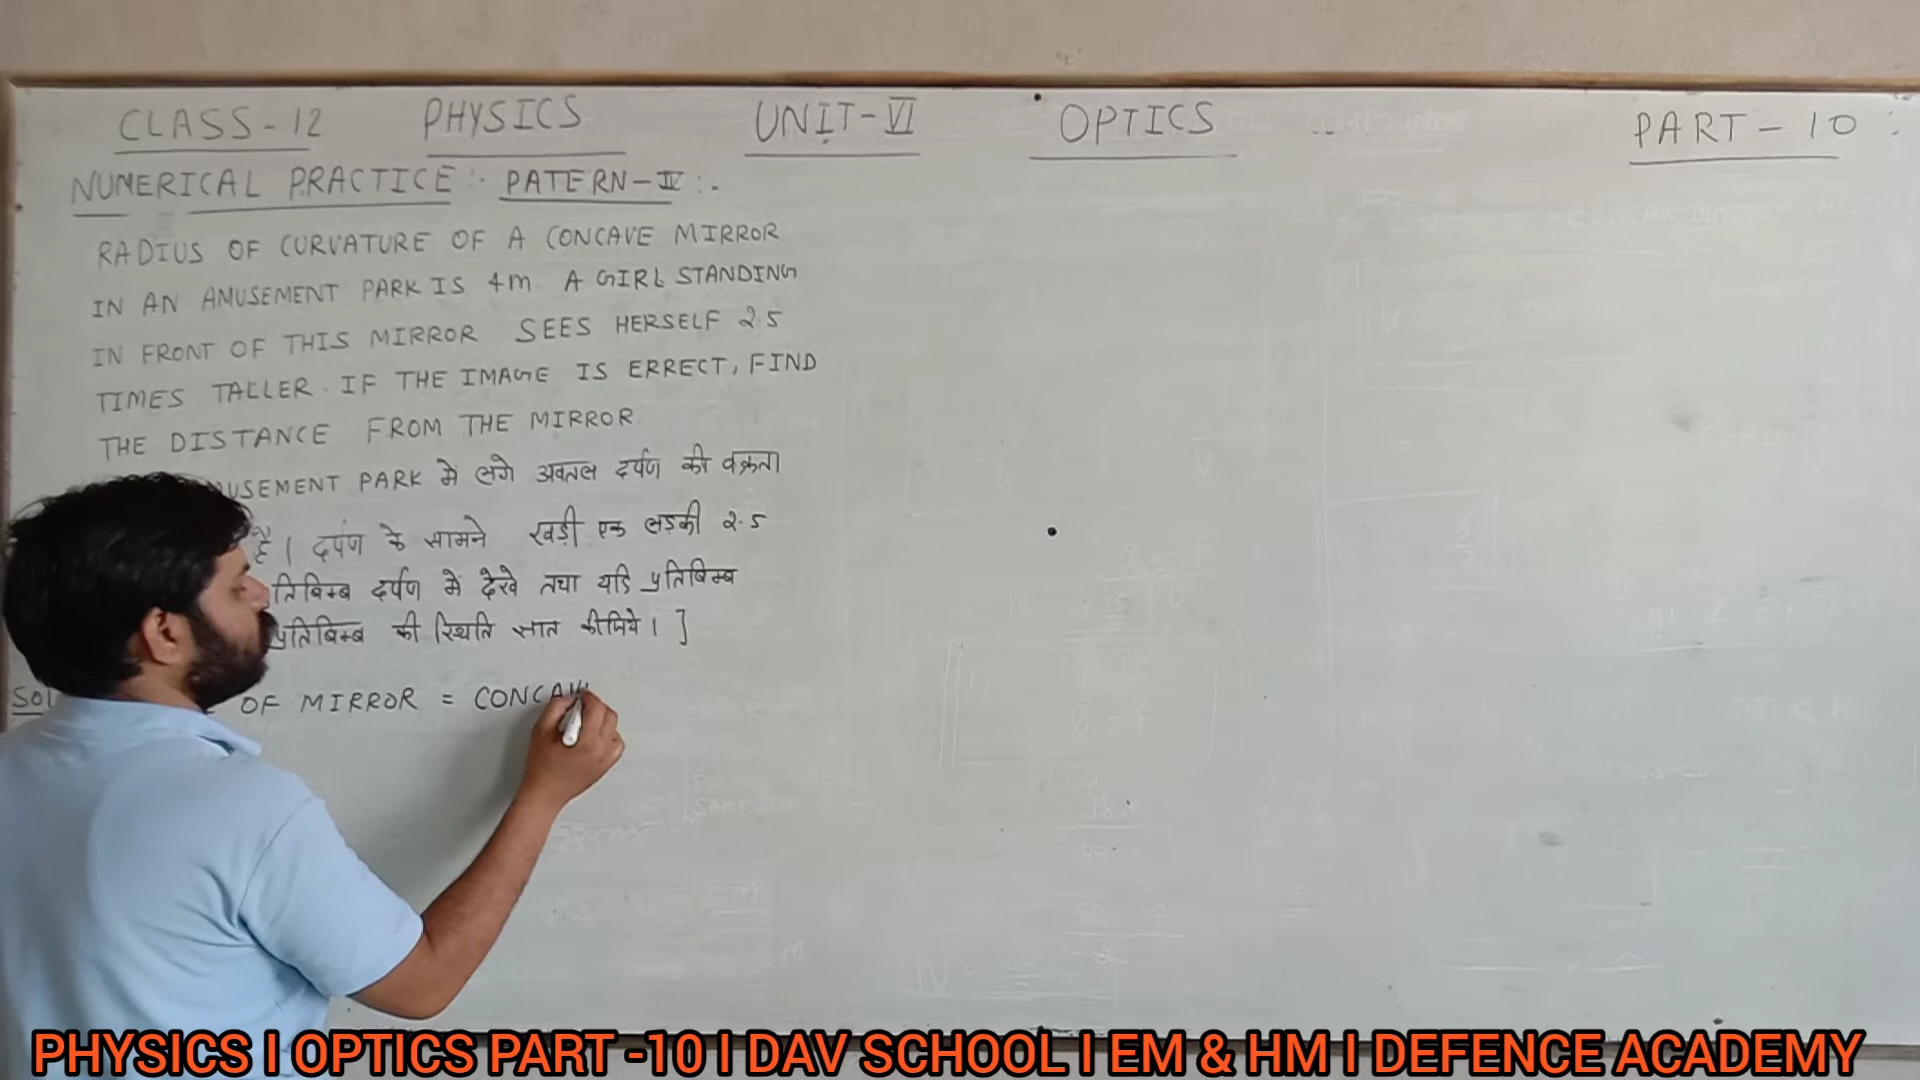 CLASS-12 PHYSICS UNIT-VI OPTICS PART-10:
NUMERICAL PRACTICE:- PATERN-IV:-
RADIUS OF CURVATURE OF A CONCAVE MIRROR
IN AN AMUSEMENT PARK IS 4m. A GIRL STANDING
IN FRONT OF THIS MIRROR SEES HERSELF 2.5
TIMES TALLER. IF THE IMAGE IS ERRECT, FIND
THE DISTANCE FROM THE MIRROR.
PARK में लगे अवतल दर्पण की वक्रता
है। दर्पण के सामने खड़ी एक लड़की 2.5
दर्पण में देखे तथा यदि प्रतिबिम्ब
प्रतिबिम्ब की स्थिति ज्ञात कीजिये। ]
OF MIRROR =
PHYSICS I OPTICS PART -10 I DAV SCHOOL I EM & HM I DEFENCE ACADEMY